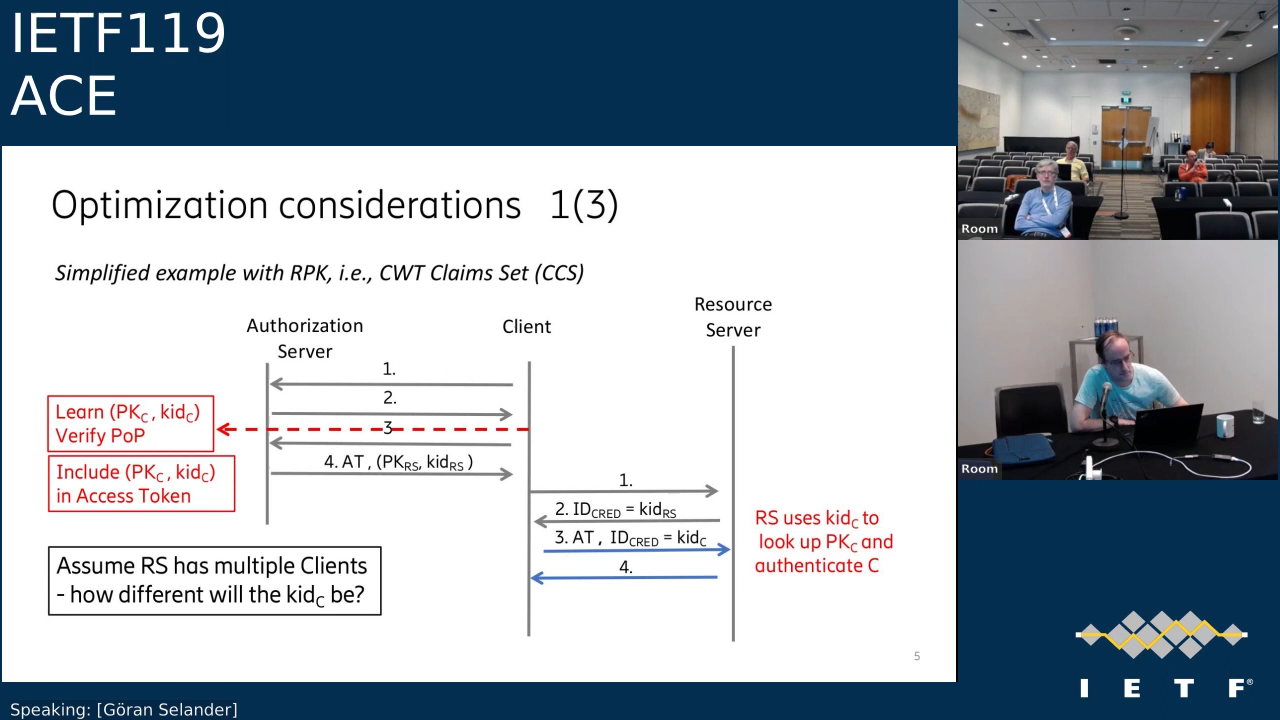 IETF119
ACE
Optimization considerations 1(3)
Simplified example with RPK, i.e., CWT Claims Set (CCS)
Authorization
Server
Client
Resource
Server
1.
2.
3
4. AT , (PKRS, kidRS )
Learn (PKC , kidC)
Verify PoP
Include (PKC , kidC)
in Access Token
1.
2. IDCRED = kidRS
3. AT , IDCRED = kidC
4.
RS uses kidC to
look up PKC and
authenticate C
Assume RS has multiple Clients
- how different will the kidC be?
5
Room
Room
I E T F®
Speaking: [Göran Selander]